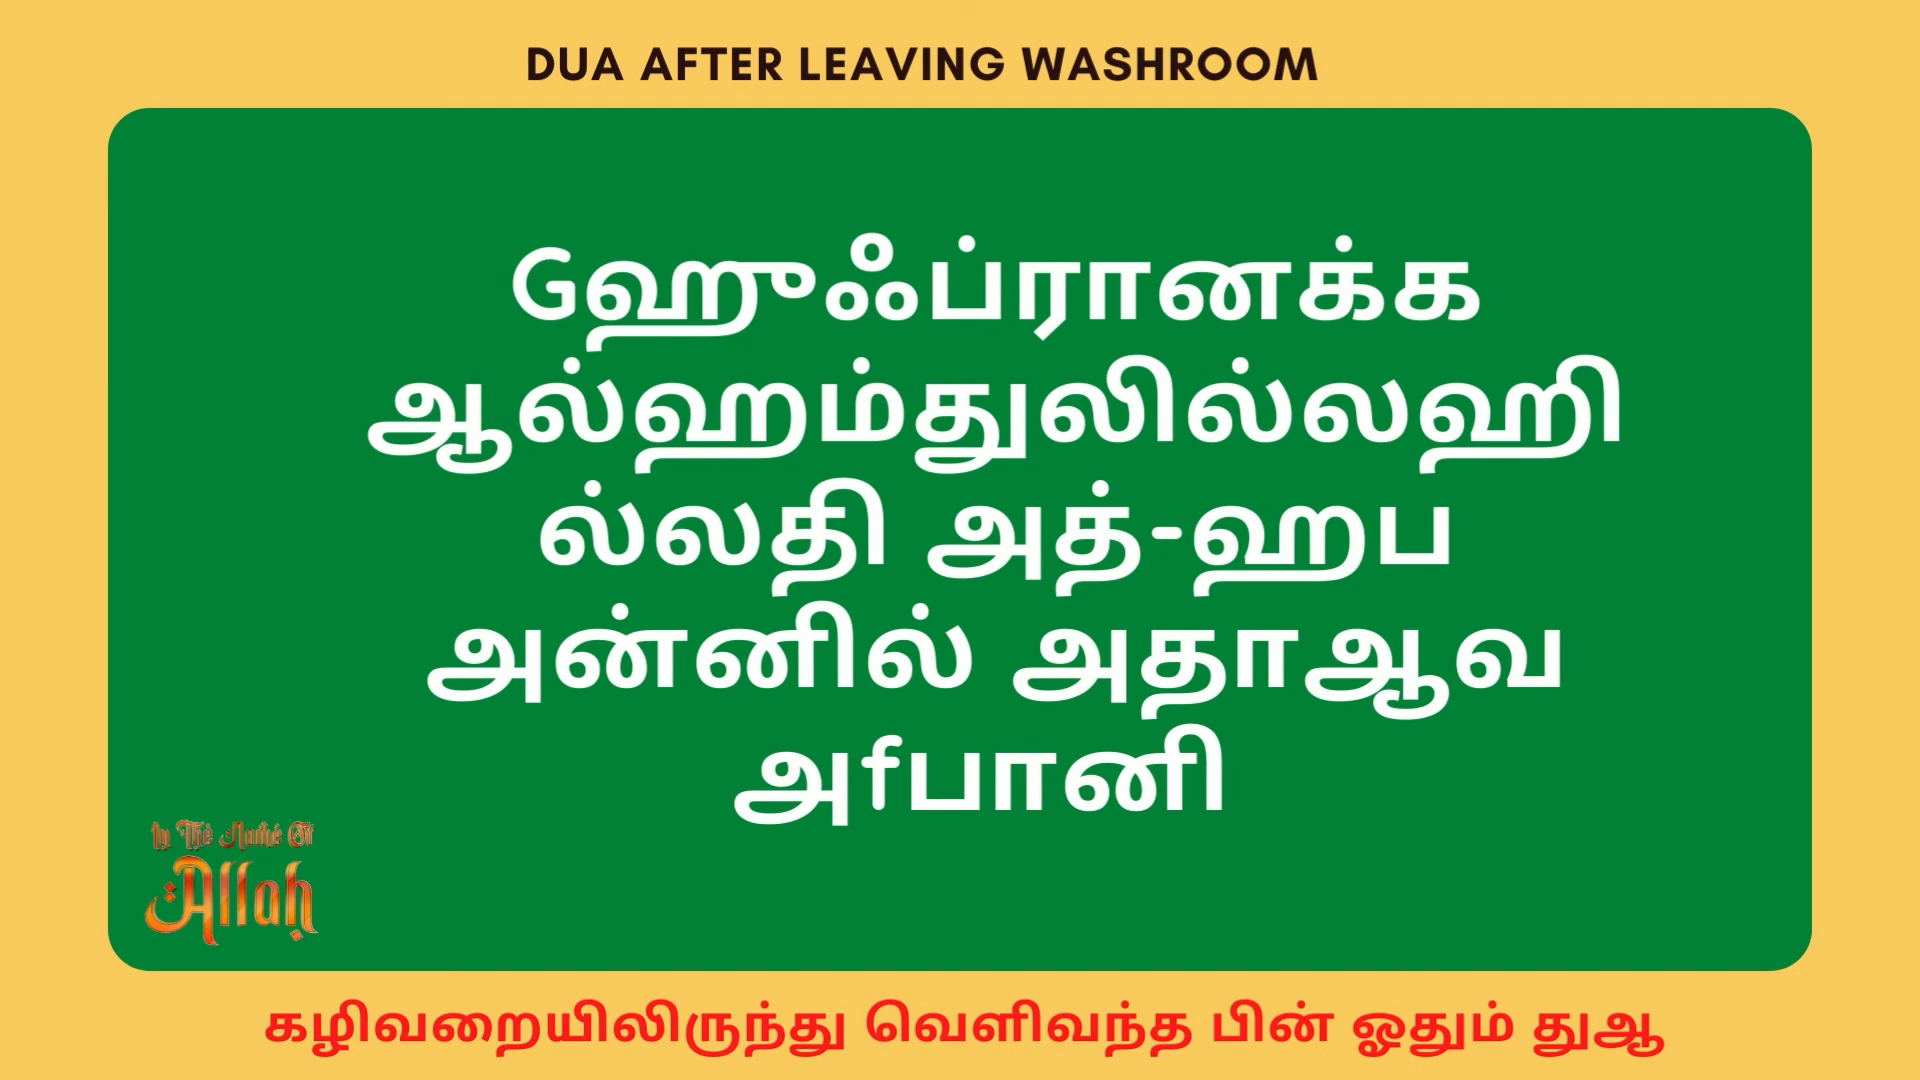 DUA AFTER LEAVING WASHROOM
Gஹுஃப்ரானக்க
ஆல்ஹம்துலில்லஹி
ல்லதி அத்-ஹப
அன்னில் அதாஆவ
அfபானி
In The Name Of
Allah
கழிவறையிலிருந்து வெளிவந்த பின் ஓதும் துஆ